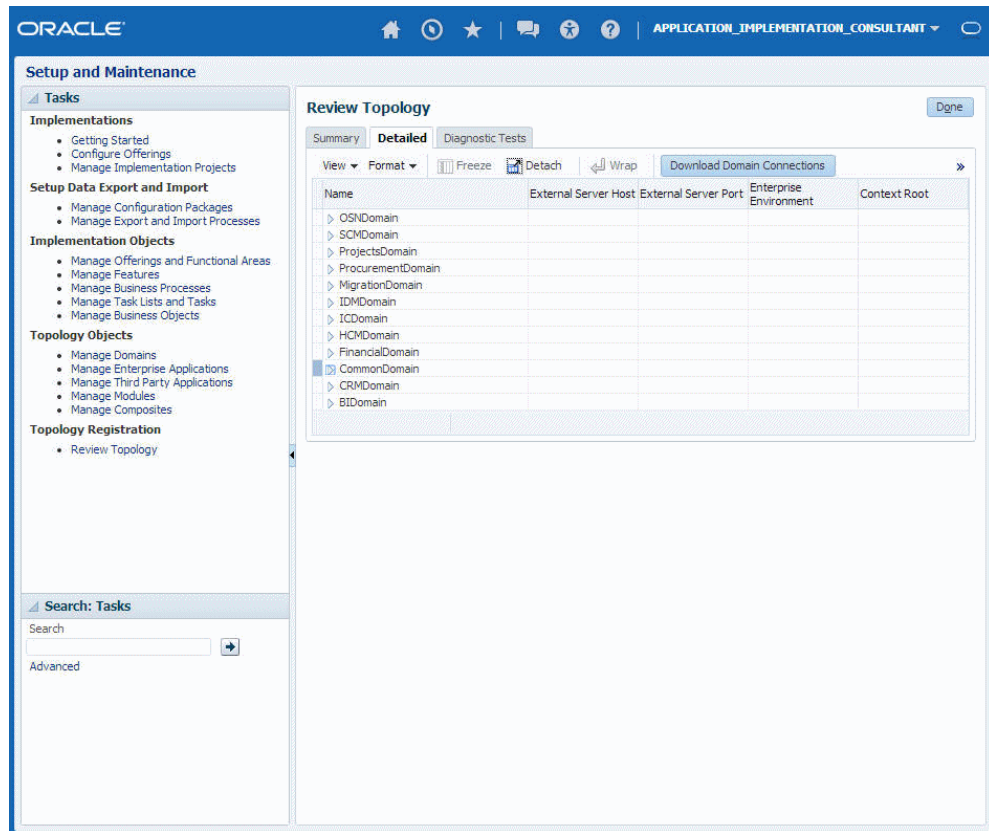 ORACLE
APPLICATION_IMPLEMENTATION_CONSULTANT
Setup and Maintenance
Tasks
Implementations
Getting Started
Configure Offerings
Manage Implementation Projects
Setup Data Export and Import
Manage Configuration Packages
Manage Export and Import Processes
Implementation Objects
Manage Offerings and Functional Areas
Manage Features
Manage Business Processes
Manage Task Lists and Tasks
Manage Business Objects
Topology Objects
Manage Domains
Manage Enterprise Applications
Manage Third Party Applications
Manage Modules
Manage Composites
Topology Registration
Review Topology
Search: Tasks
Search
Advanced
Review Topology
Done
Summary Detailed Diagnostic Tests
View Format Freeze Detach Wrap Download Domain Connections »
Name External Server Host External Server Port Enterprise Environment Context Root
OSNDomain
SCMDomain
ProjectsDomain
ProcurementDomain
MigrationDomain
IDMDomain
ICDomain
HCMDomain
FinancialDomain
CommonDomain
CRMDomain
BIDomain